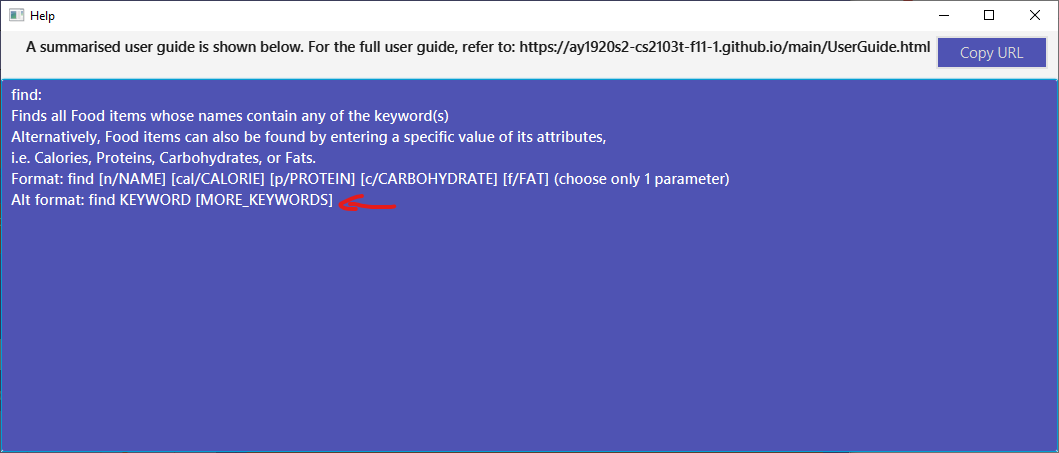 Help
A summarised user guide is shown below. For the full user guide, refer to: https://ay1920s2-cs2103t-f11-1.github.io/main/UserGuide.html
Copy URL
find:
Finds all Food items whose names contain any of the keyword(s)
Alternatively, Food items can also be found by entering a specific value of its attributes,
i.e. Calories, Proteins, Carbohydrates, or Fats.
Format: find [n/NAME] [cal/CALORIE] [p/PROTEIN] [c/CARBOHYDRATE] [f/FAT] (choose only 1 parameter)
Alt format: find KEYWORD [MORE_KEYWORDS]